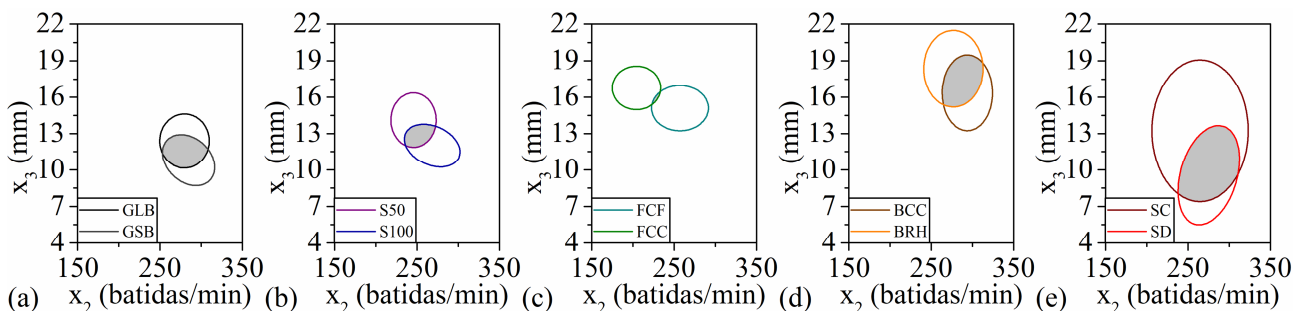 22
19
16
13
10
7
4
x3 (mm)
GLB
GSB
150 250 350
(a) x2 (batidas/min)
22
19
16
13
10
7
4
x3 (mm)
S50
S100
150 250 350
(b) x2 (batidas/min)
22
19
16
13
10
7
4
x3 (mm)
FCF
FCC
150 250 350
(c) x2 (batidas/min)
22
19
16
13
10
7
4
x3 (mm)
BCC
BRH
150 250 350
(d) x2 (batidas/min)
22
19
16
13
10
7
4
x3 (mm)
SC
SD
150 250 350
(e) x2 (batidas/min)